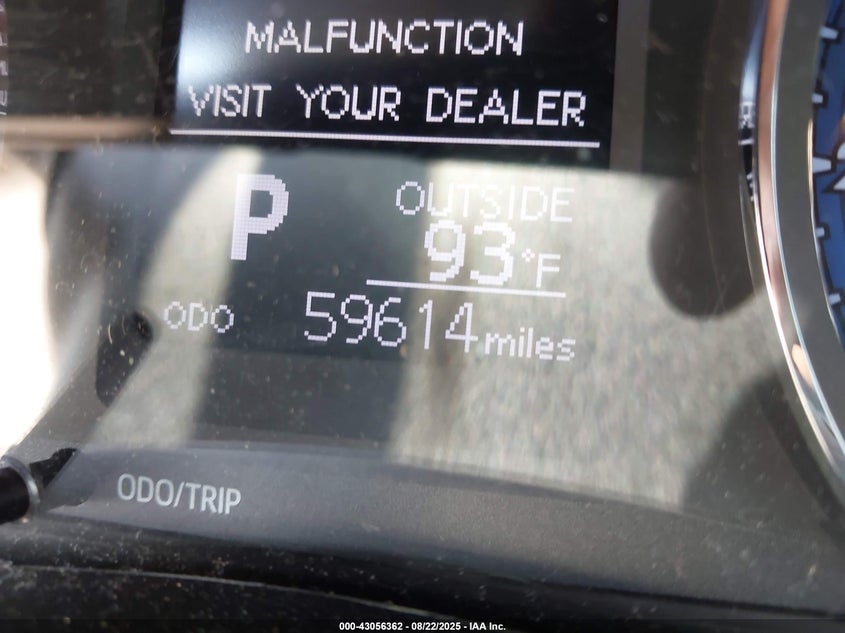 MALFUNCTION
VISIT YOUR DEALER
P
OUTSIDE
93°F
ODO 59614 miles
ODO/TRIP
000-43056362 - 08/22/2025 - IAA Inc.